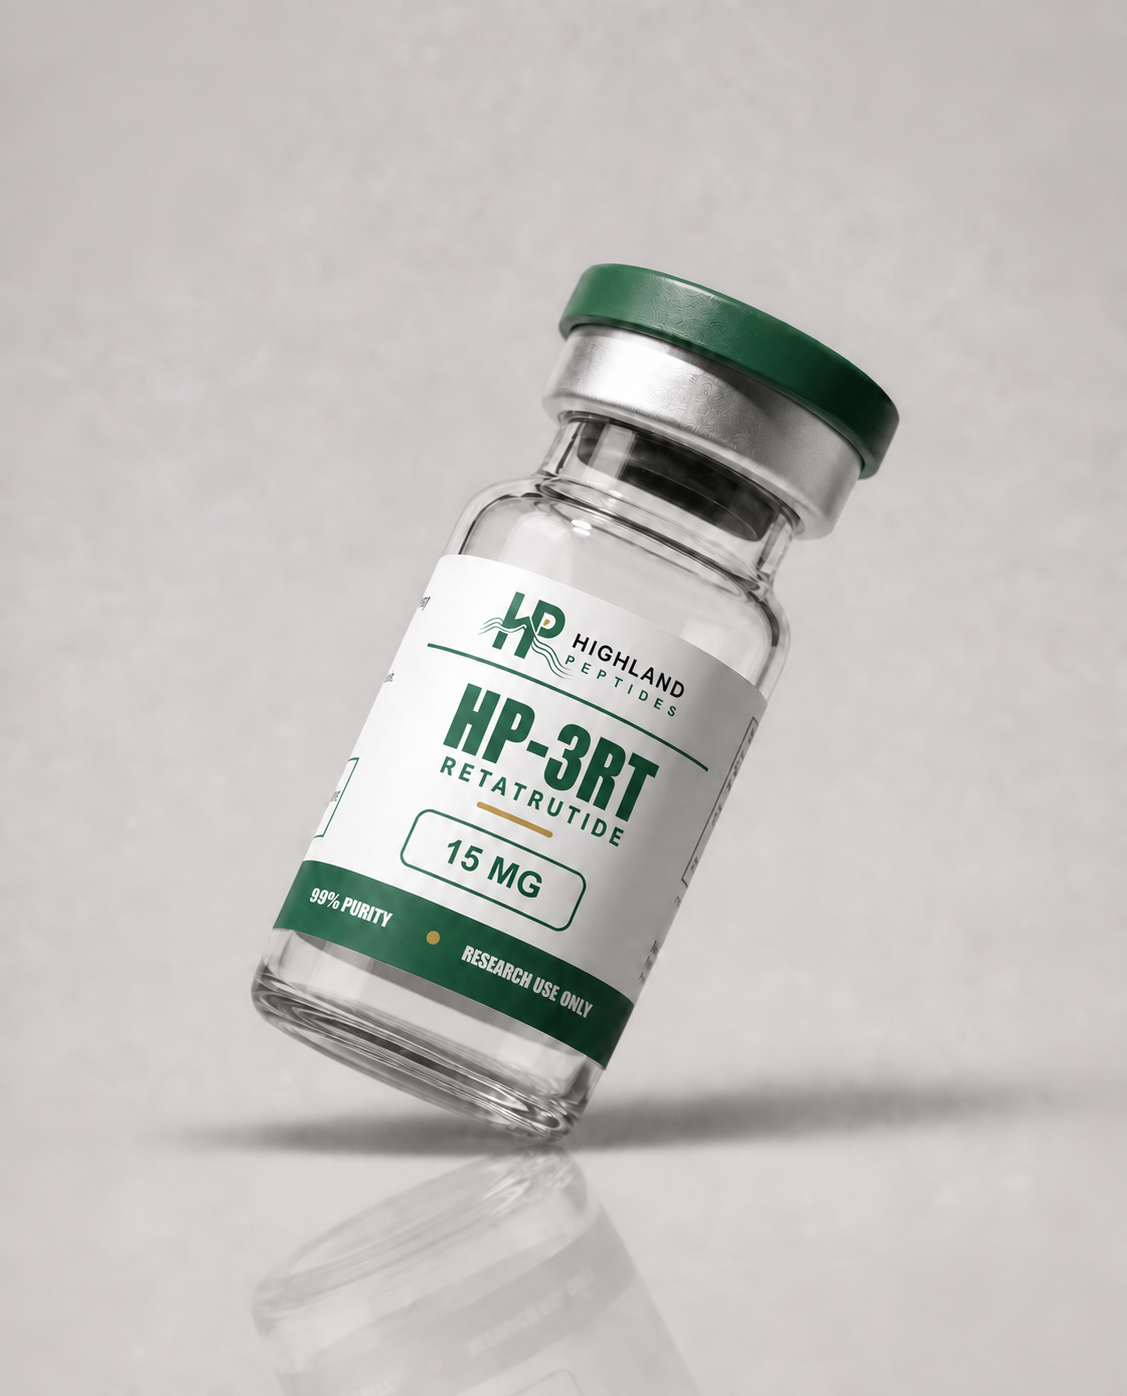 HP HIGHLAND
PEPTIDES
HP-3RT
RETATRUTIDE
15 MG
99% PURITY • RESEARCH USE ONLY